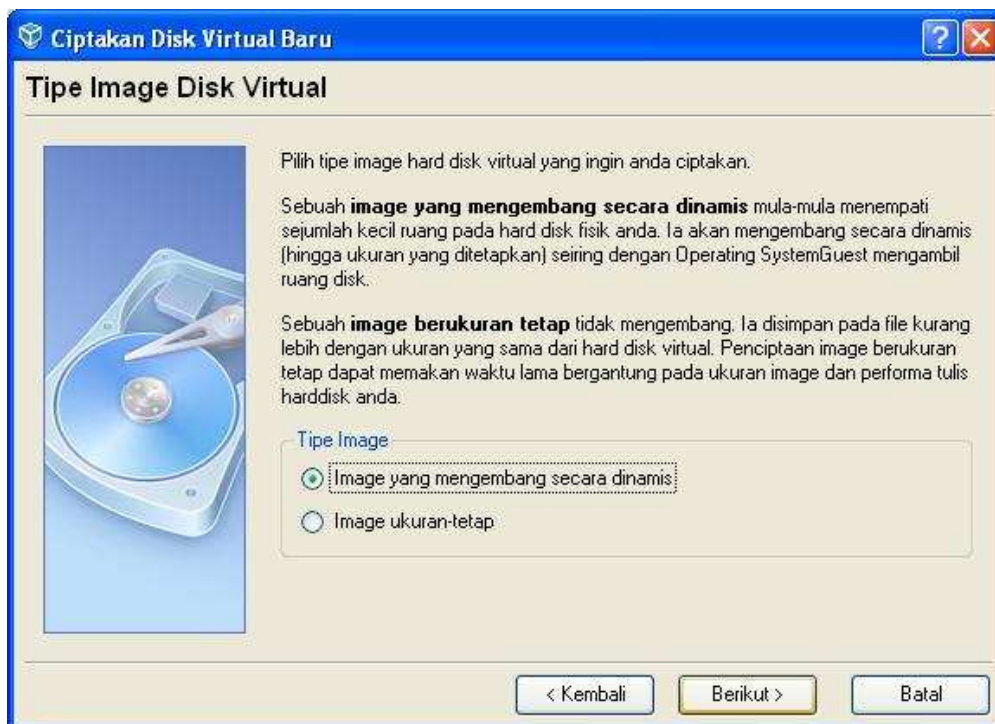 Ciptakan Disk Virtual Baru
?
Tipe Image Disk Virtual
Pilih tipe image hard disk virtual yang ingin anda ciptakan.
Sebuah image yang mengembang secara dinamis mula-mula menempati
sejumlah kecil ruang pada hard disk fisik anda. Ia akan mengembang secara dinamis
(hingga ukuran yang ditetapkan) seiring dengan Operating SystemGuest mengambil
ruang disk.
Sebuah image berukuran tetap tidak mengembang. Ia disimpan pada file kurang
lebih dengan ukuran yang sama dari hard disk virtual. Penciptaan image berukuran
tetap dapat memakan waktu lama bergantung pada ukuran image dan performa tulis
harddisk anda.
Tipe Image
Image yang mengembang secara dinamis
Image ukuran-tetap
< Kembali
Berikut >
Batal